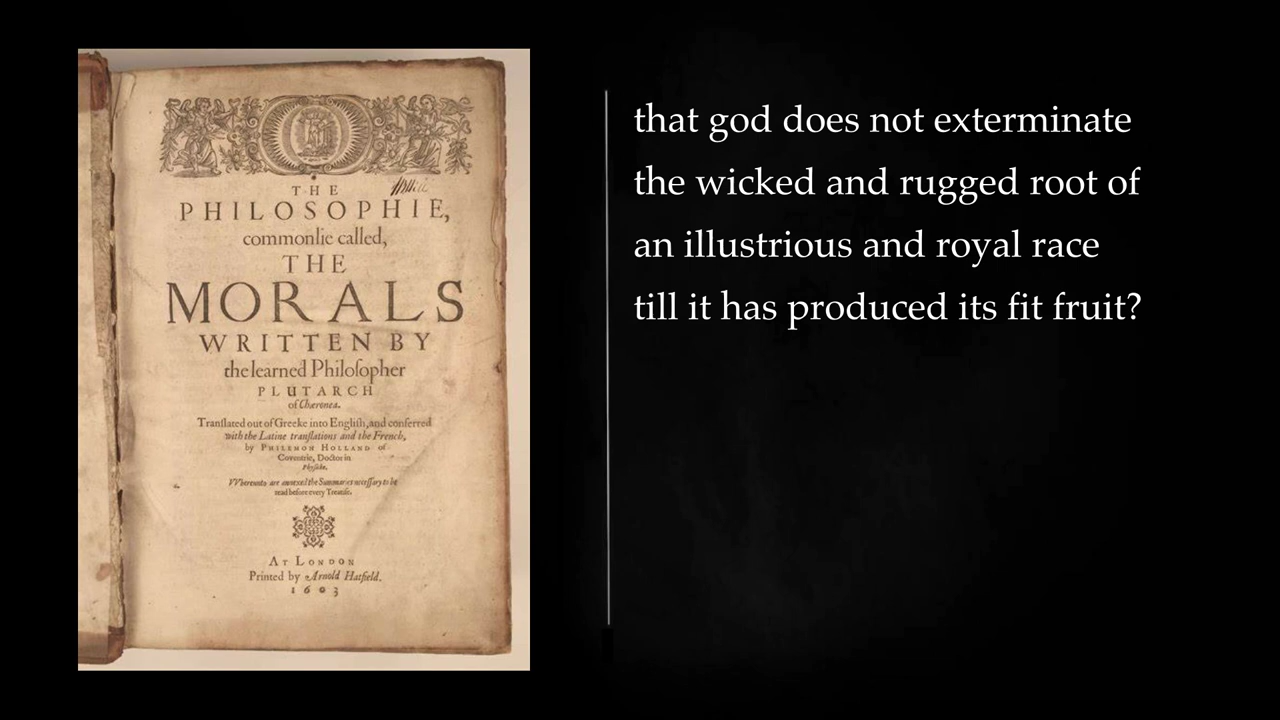 THE
PHILOSOPHIE,
commonlie called,
THE
MORALS
WRITTEN BY
the learned Philoſopher
PLUTARCH
of Chæronea.
Tranſlated out of Greeke into Engliſh, and conferred
with the Latine tranſlations and the French,
by PHILEMON HOLLAND of
Coventrie, Doctor in
Phyſicke.
VVhereunto are annexed the Summaries neceſſary to be
read before every Treatiſe.
AT LONDON
Printed by Arnold Hatfield.
1603
that god does not exterminate
the wicked and rugged root of
an illustrious and royal race
till it has produced its fit fruit?